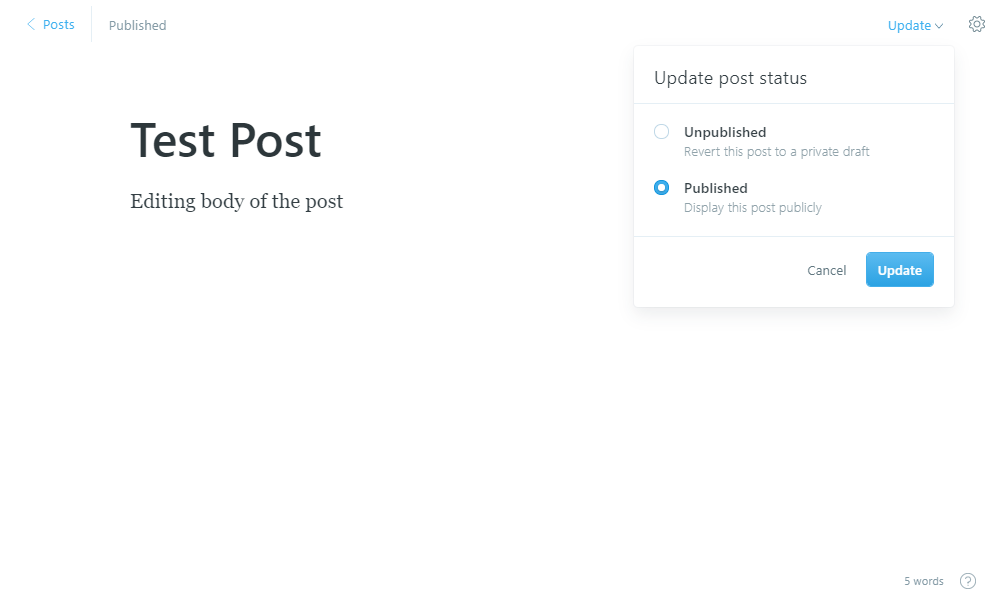 Posts
Published
Update
Update post status
Unpublished
Revert this post to a private draft
Published
Display this post publicly
Cancel
Update
Test Post
Editing body of the post
5 words
?